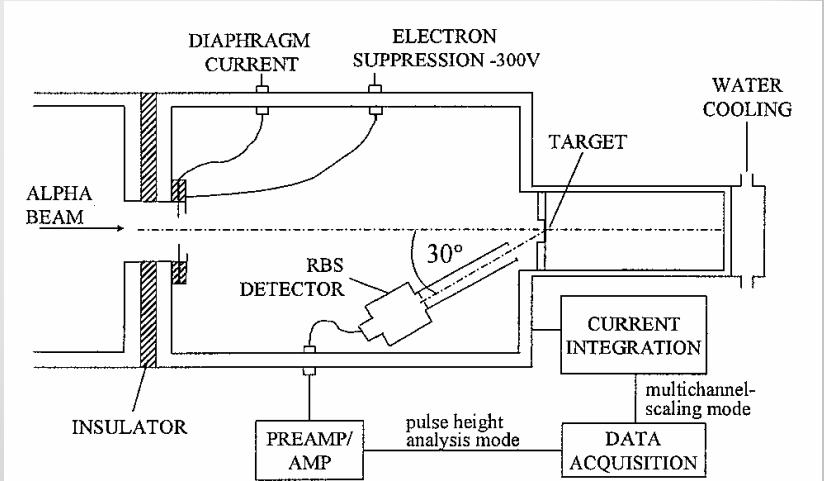 DIAPHRAGM
CURRENT
ELECTRON
SUPPRESSION -300V
WATER
COOLING
TARGET
ALPHA
BEAM
30°
RBS
DETECTOR
CURRENT
INTEGRATION
multichannel-
scaling mode
INSULATOR
PREAMP/
AMP
pulse height
analysis mode
DATA
ACQUISITION